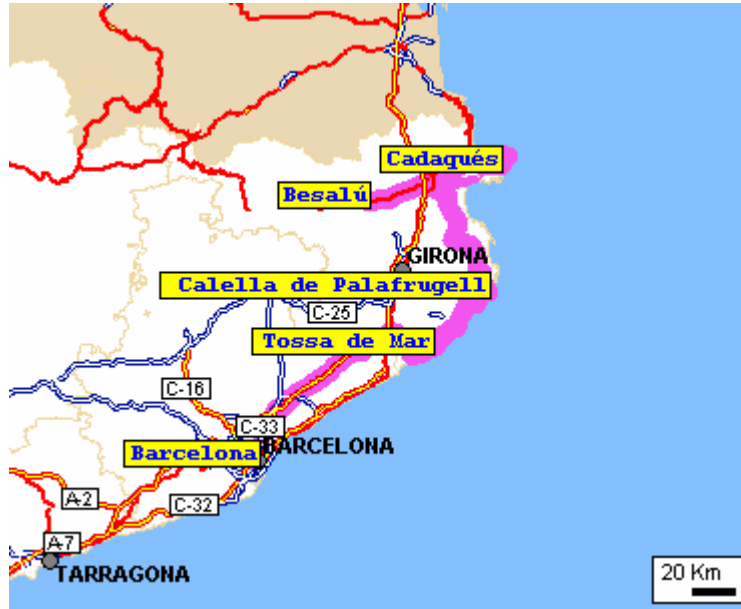 Cadaqués
Besalú
GIRONA
Calella de Palafrugell
C-25
Tossa de Mar
C-16
C-33
BARCELONA
Barcelona
A-2
C-32
A-7
TARRAGONA
20 Km